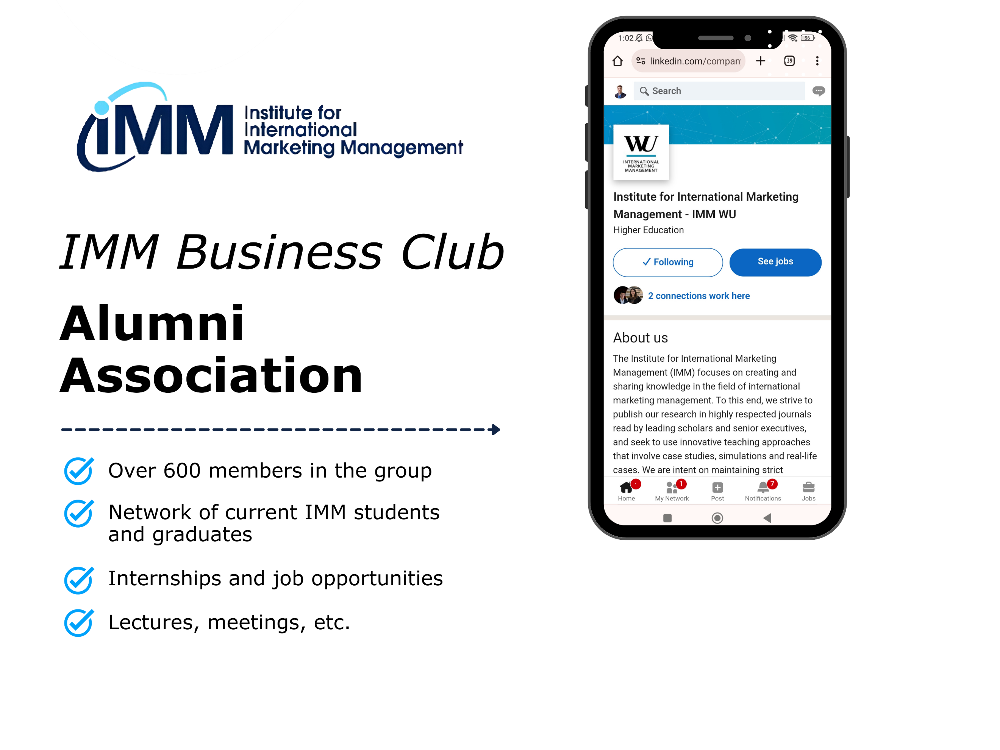 iMM
Institute for
International
Marketing Management
IMM Business Club
Alumni
Association
Over 600 members in the group
Network of current IMM students
and graduates
Internships and job opportunities
Lectures, meetings, etc.
1:02
56
linkedin.com/compan
39
Search
WU
INTERNATIONAL
MARKETING
MANAGEMENT
Institute for International Marketing
Management - IMM WU
Higher Education
Following
See jobs
2 connections work here
About us
The Institute for International Marketing
Management (IMM) focuses on creating and
sharing knowledge in the field of international
marketing management. To this end, we strive to
publish our research in highly respected journals
read by leading scholars and senior executives,
and seek to use innovative teaching approaches
that involve case studies, simulations and real-life
cases. We are intent on maintaining strict
1
7
Home
My Network
Post
Notifications
Jobs